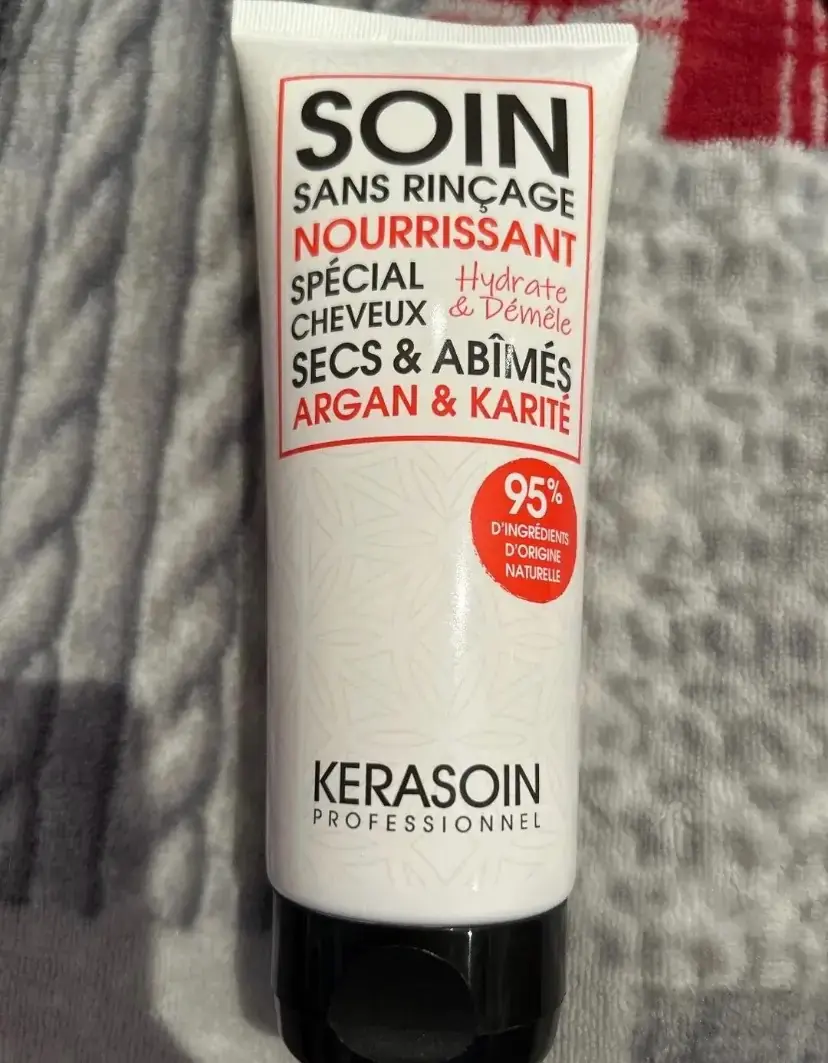 SOIN
SANS RINÇAGE
NOURRISSANT
SPÉCIAL
CHEVEUX
Hydrate
& Démêle
SECS & ABÎMÉS
ARGAN & KARITÉ
95%
D'INGRÉDIENTS
D'ORIGINE
NATURELLE
KERASOIN
PROFESSIONNEL